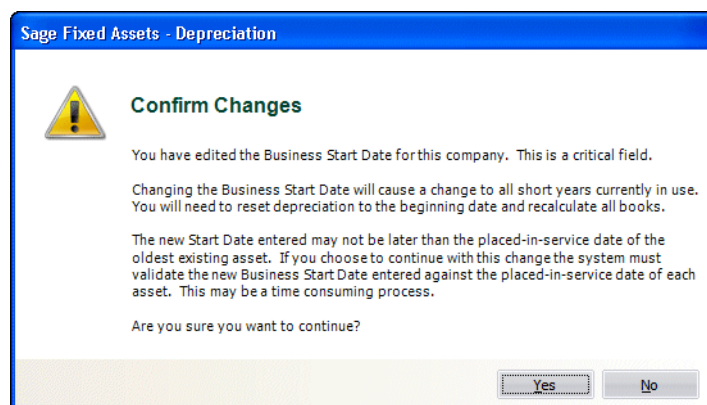 Sage Fixed Assets - Depreciation
Confirm Changes
You have edited the Business Start Date for this company.  This is a critical field.
Changing the Business Start Date will cause a change to all short years currently in use.
You will need to reset depreciation to the beginning date and recalculate all books.
The new Start Date entered may not be later than the placed-in-service date of the
oldest existing asset.  If you choose to continue with this change the system must
validate the new Business Start Date entered against the placed-in-service date of each
asset.  This may be a time consuming process.
Are you sure you want to continue?
Yes
No